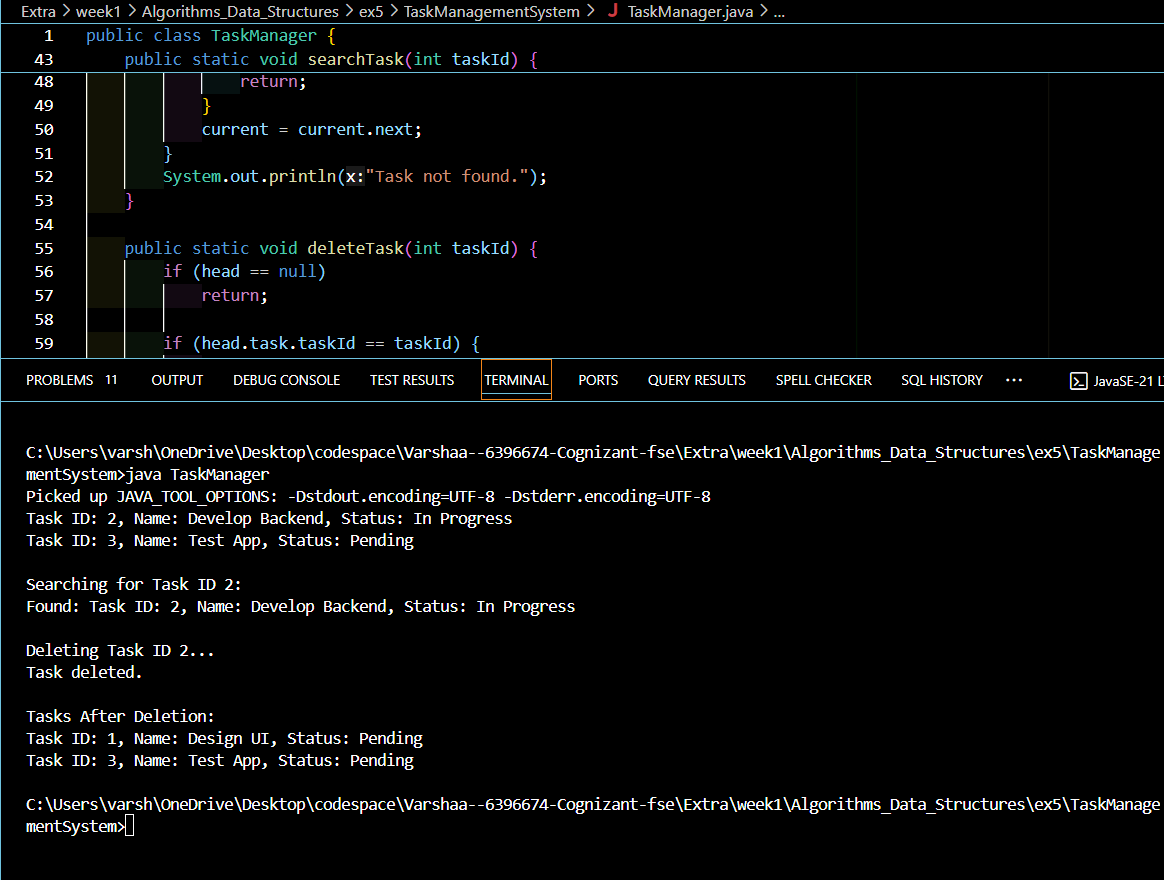 Extra > week1 > Algorithms_Data_Structures > ex5 > TaskManagementSystem > J TaskManager.java > ...
1 public class TaskManager {
43 public static void searchTask(int taskId) {
48 return;
49 }
50 current = current.next;
51 }
52 System.out.println(x:"Task not found.");
53 }
54
55 public static void deleteTask(int taskId) {
56 if (head == null)
57 return;
58
59 if (head.task.taskId == taskId) {
PROBLEMS 11 OUTPUT DEBUG CONSOLE TEST RESULTS TERMINAL PORTS QUERY RESULTS SPELL CHECKER SQL HISTORY ... JavaSE-21 LT
C:\Users\varsh\OneDrive\Desktop\codespace\Varshaa--6396674-Cognizant-fse\Extra\week1\Algorithms_Data_Structures\ex5\TaskManage
mentSystem>java TaskManager
Picked up JAVA_TOOL_OPTIONS: -Dstdout.encoding=UTF-8 -Dstderr.encoding=UTF-8
Task ID: 2, Name: Develop Backend, Status: In Progress
Task ID: 3, Name: Test App, Status: Pending
Searching for Task ID 2:
Found: Task ID: 2, Name: Develop Backend, Status: In Progress
Deleting Task ID 2...
Task deleted.
Tasks After Deletion:
Task ID: 1, Name: Design UI, Status: Pending
Task ID: 3, Name: Test App, Status: Pending
C:\Users\varsh\OneDrive\Desktop\codespace\Varshaa--6396674-Cognizant-fse\Extra\week1\Algorithms_Data_Structures\ex5\TaskManage
mentSystem>